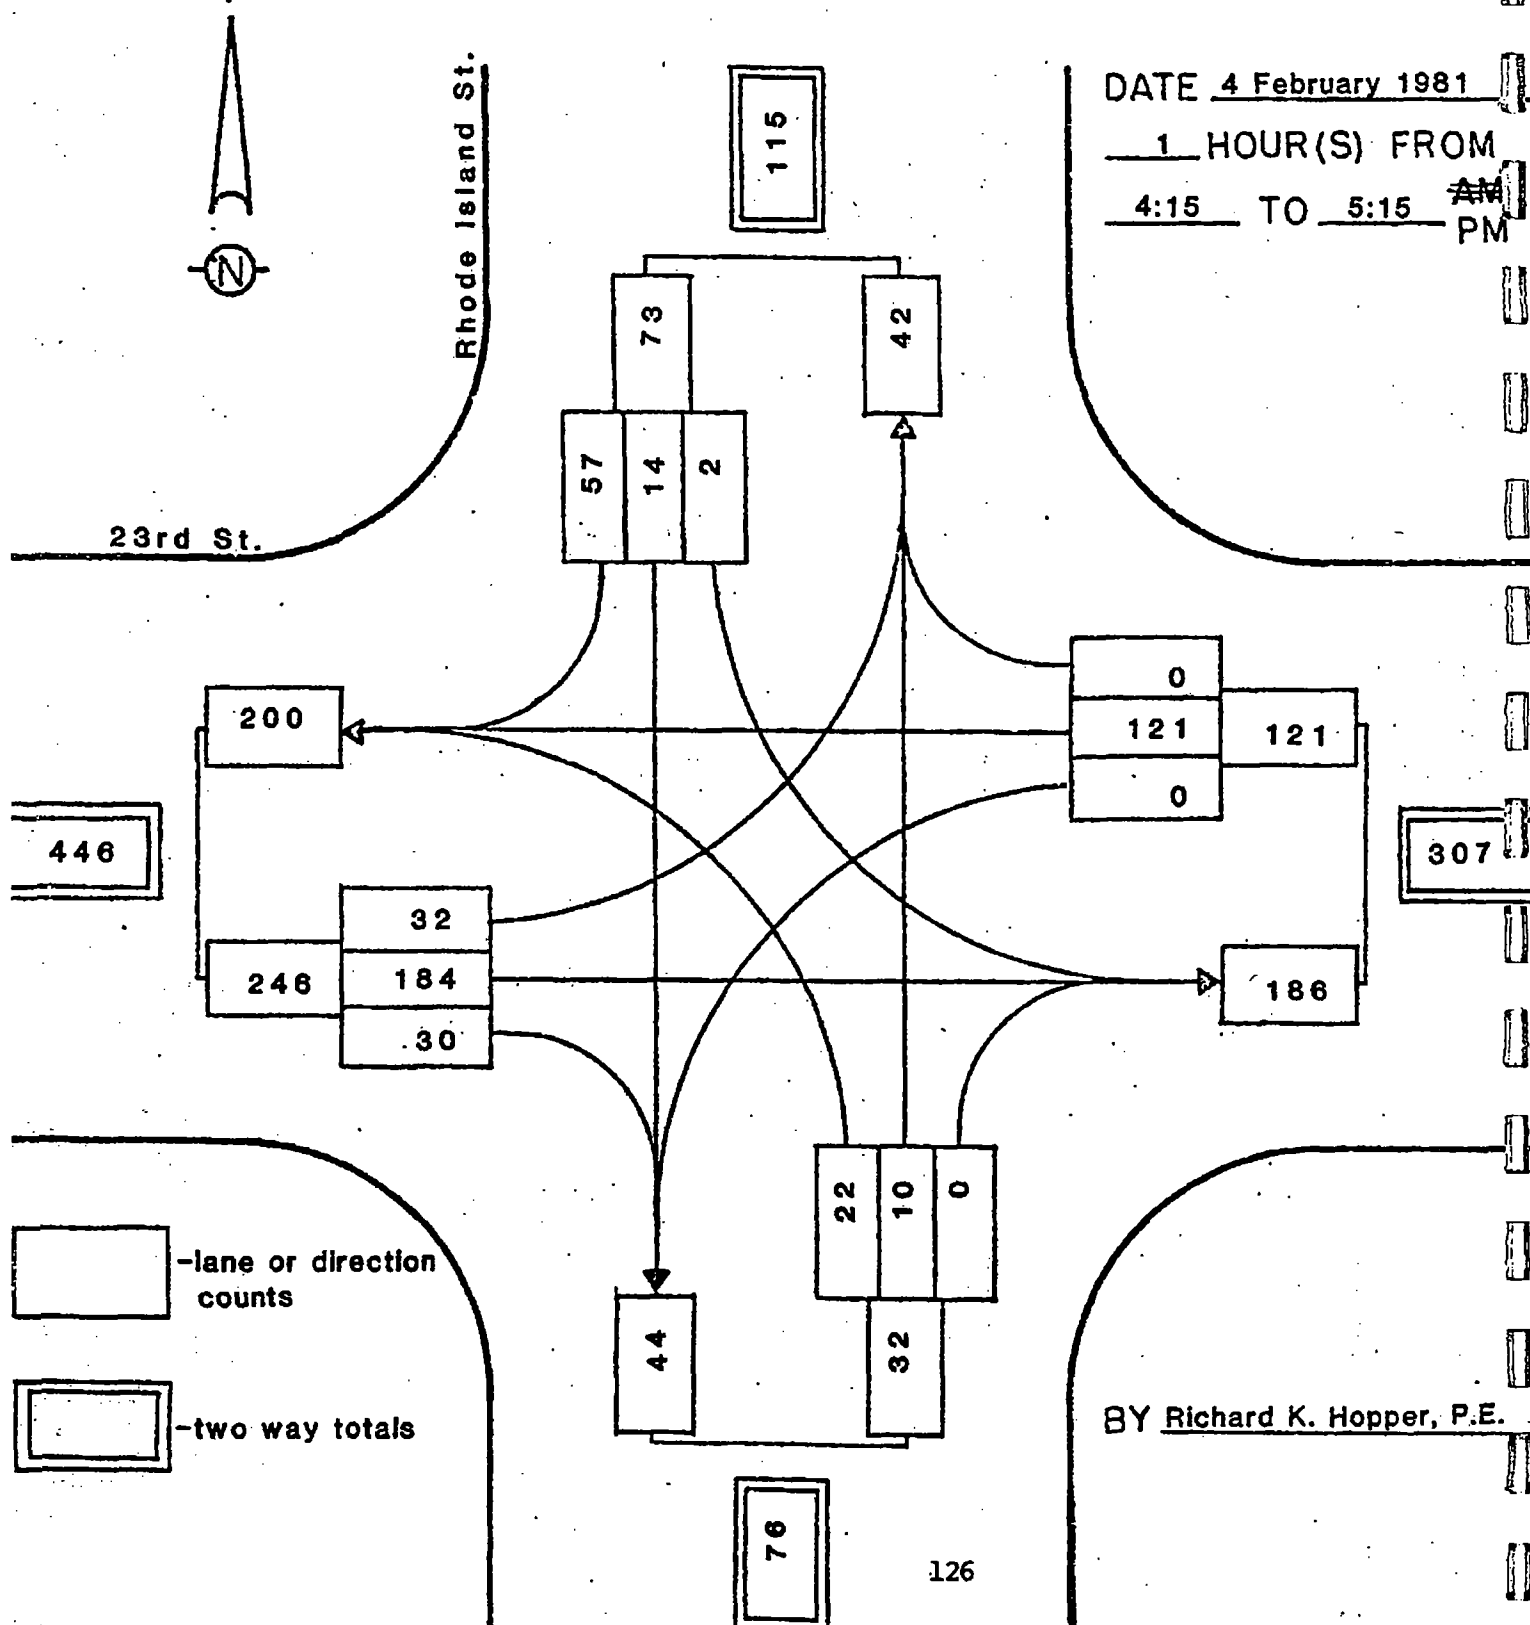 DATE 4 February 1981
1 HOUR(S) FROM
4:15 TO 5:15 AM
PM
Rhode Island St.
N
115
73
42
57 14 2
23rd St.
0
121
0
121
200
446
307
32
184
30
246
186
22 10 0
44
32
-lane or direction
counts
-two way totals
BY Richard K. Hopper, P.E.
76
126